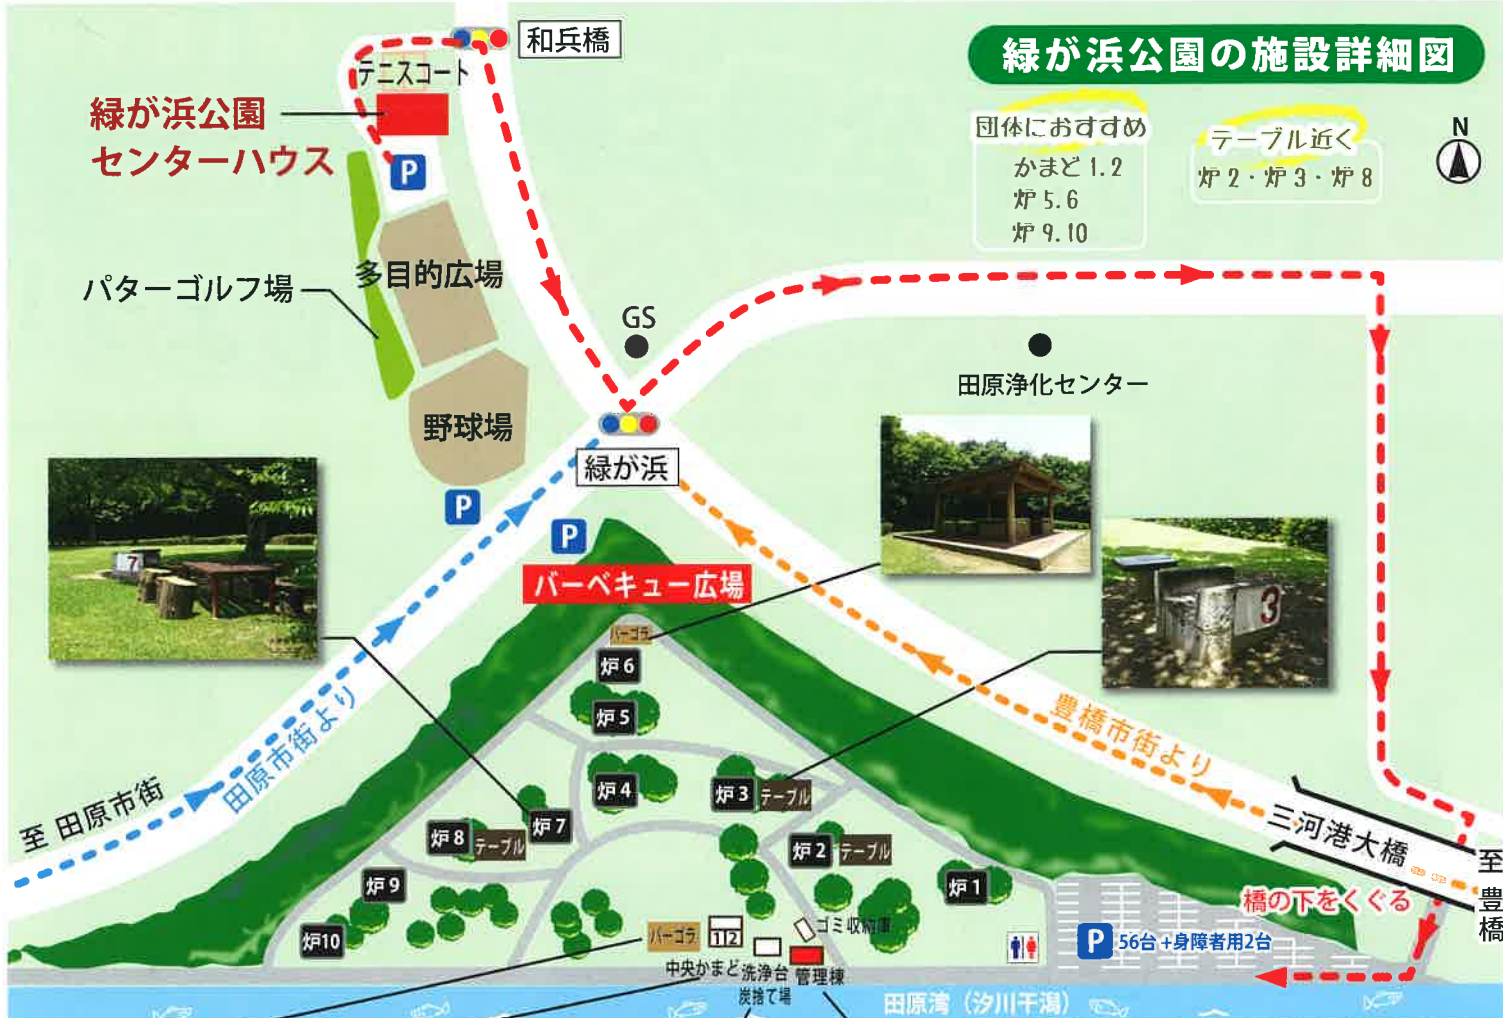 和兵橋
緑が浜公園の施設詳細図
テニスコート
緑が浜公園
センターハウス
P
団体におすすめ
かまど 1.2
炉 5.6
炉 9.10
テーブル近く
炉 2・炉 3・炉 8
N
多目的広場
パターゴルフ場
GS
田原浄化センター
野球場
緑が浜
P
P
バーベキュー広場
7
3
パーゴラ
炉 6
炉 5
炉 4
炉 3
テーブル
炉 7
炉 8
テーブル
炉 2
テーブル
炉 9
炉 1
炉10
田原市街より
至 田原市街
豊橋市街より
三河港大橋
至豊橋
橋の下をくぐる
P 56台+身障者用2台
パーゴラ
1 2
ゴミ収納庫
中央かまど
洗浄台
管理棟
炭捨て場
田原湾（汐川干潟）